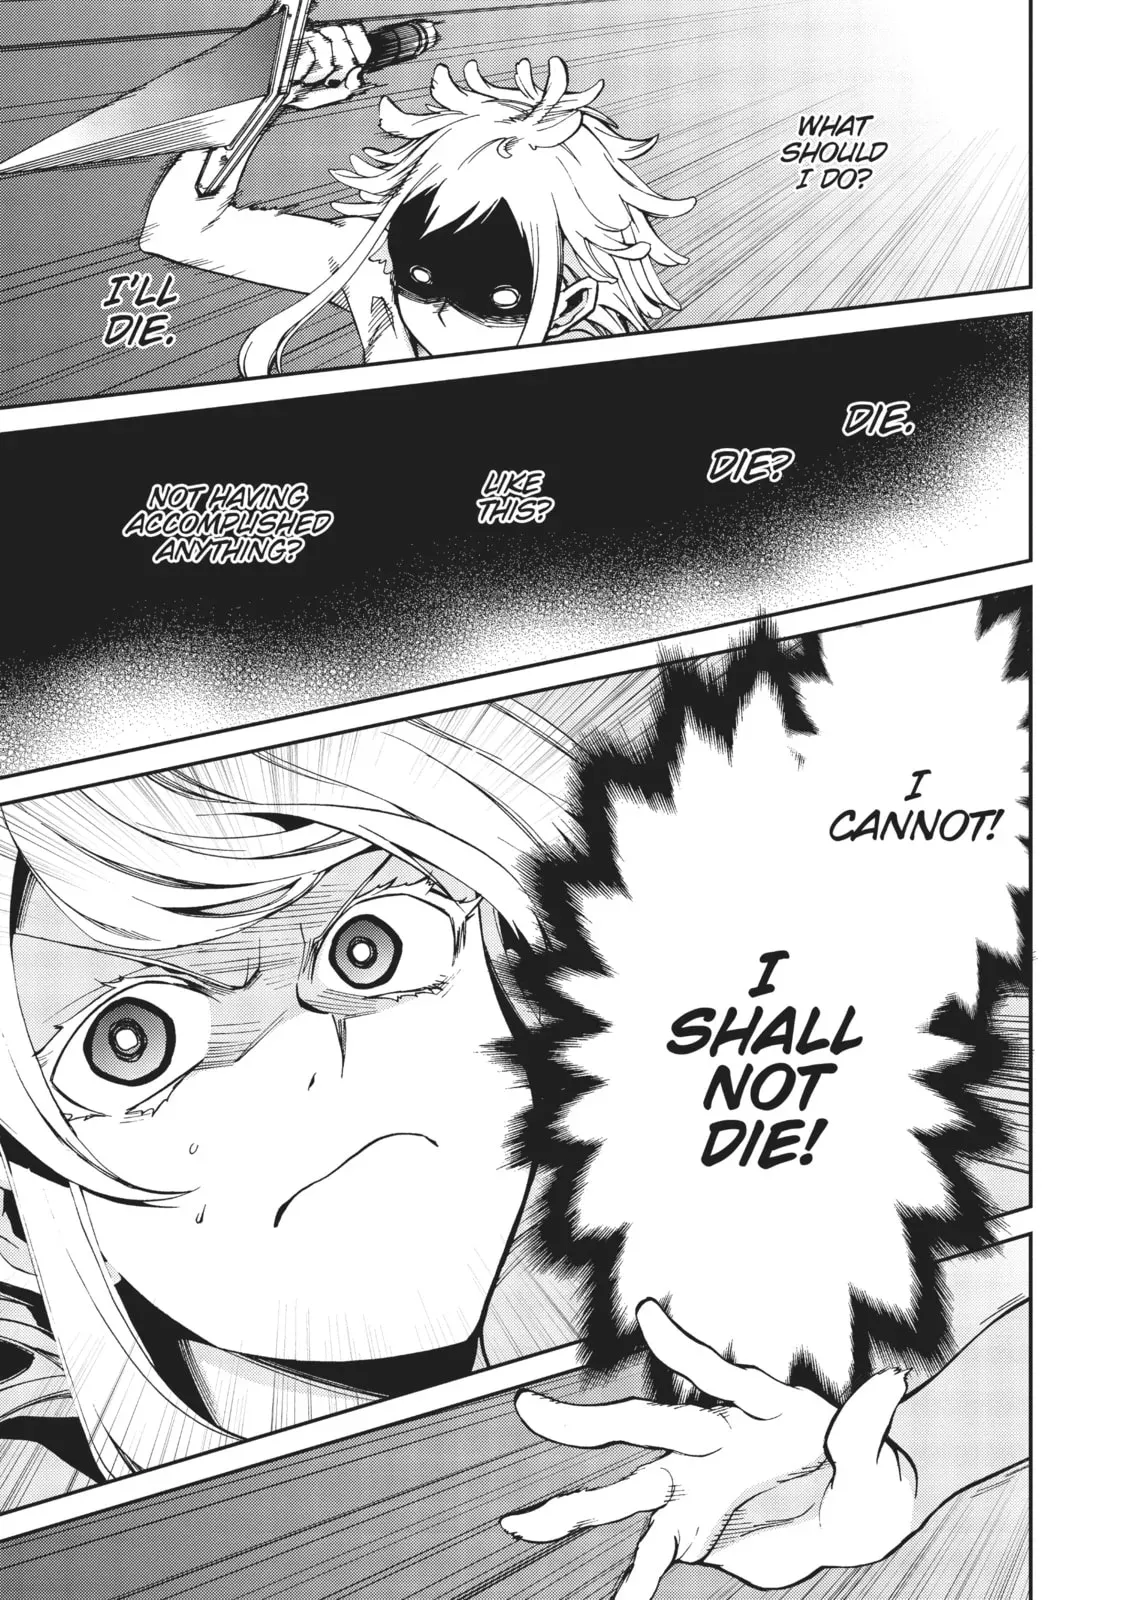 WHAT
SHOULD
I DO?
I'LL
DIE.
DIE.
DIE?
LIKE
THIS?
NOT HAVING
ACCOMPLISHED
ANYTHING?
I
CANNOT!
I
SHALL
NOT
DIE!